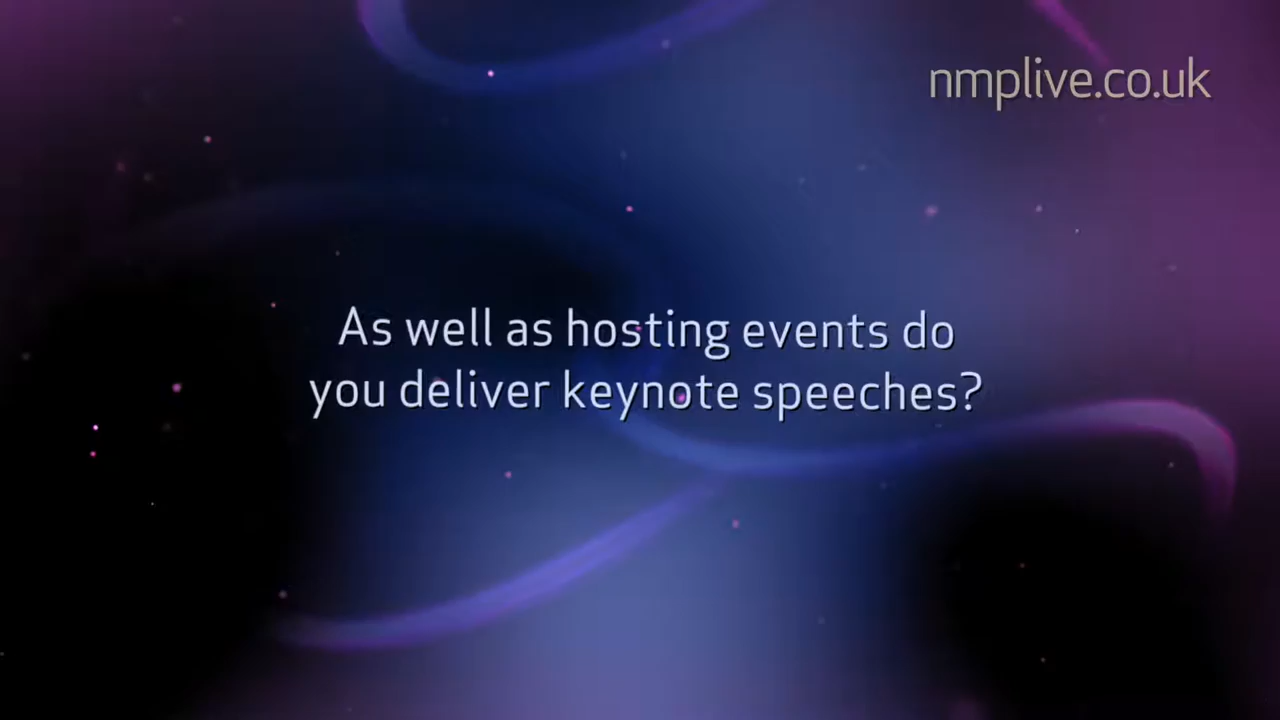 nmplive.co.uk
As well as hosting events do
you deliver keynote speeches?